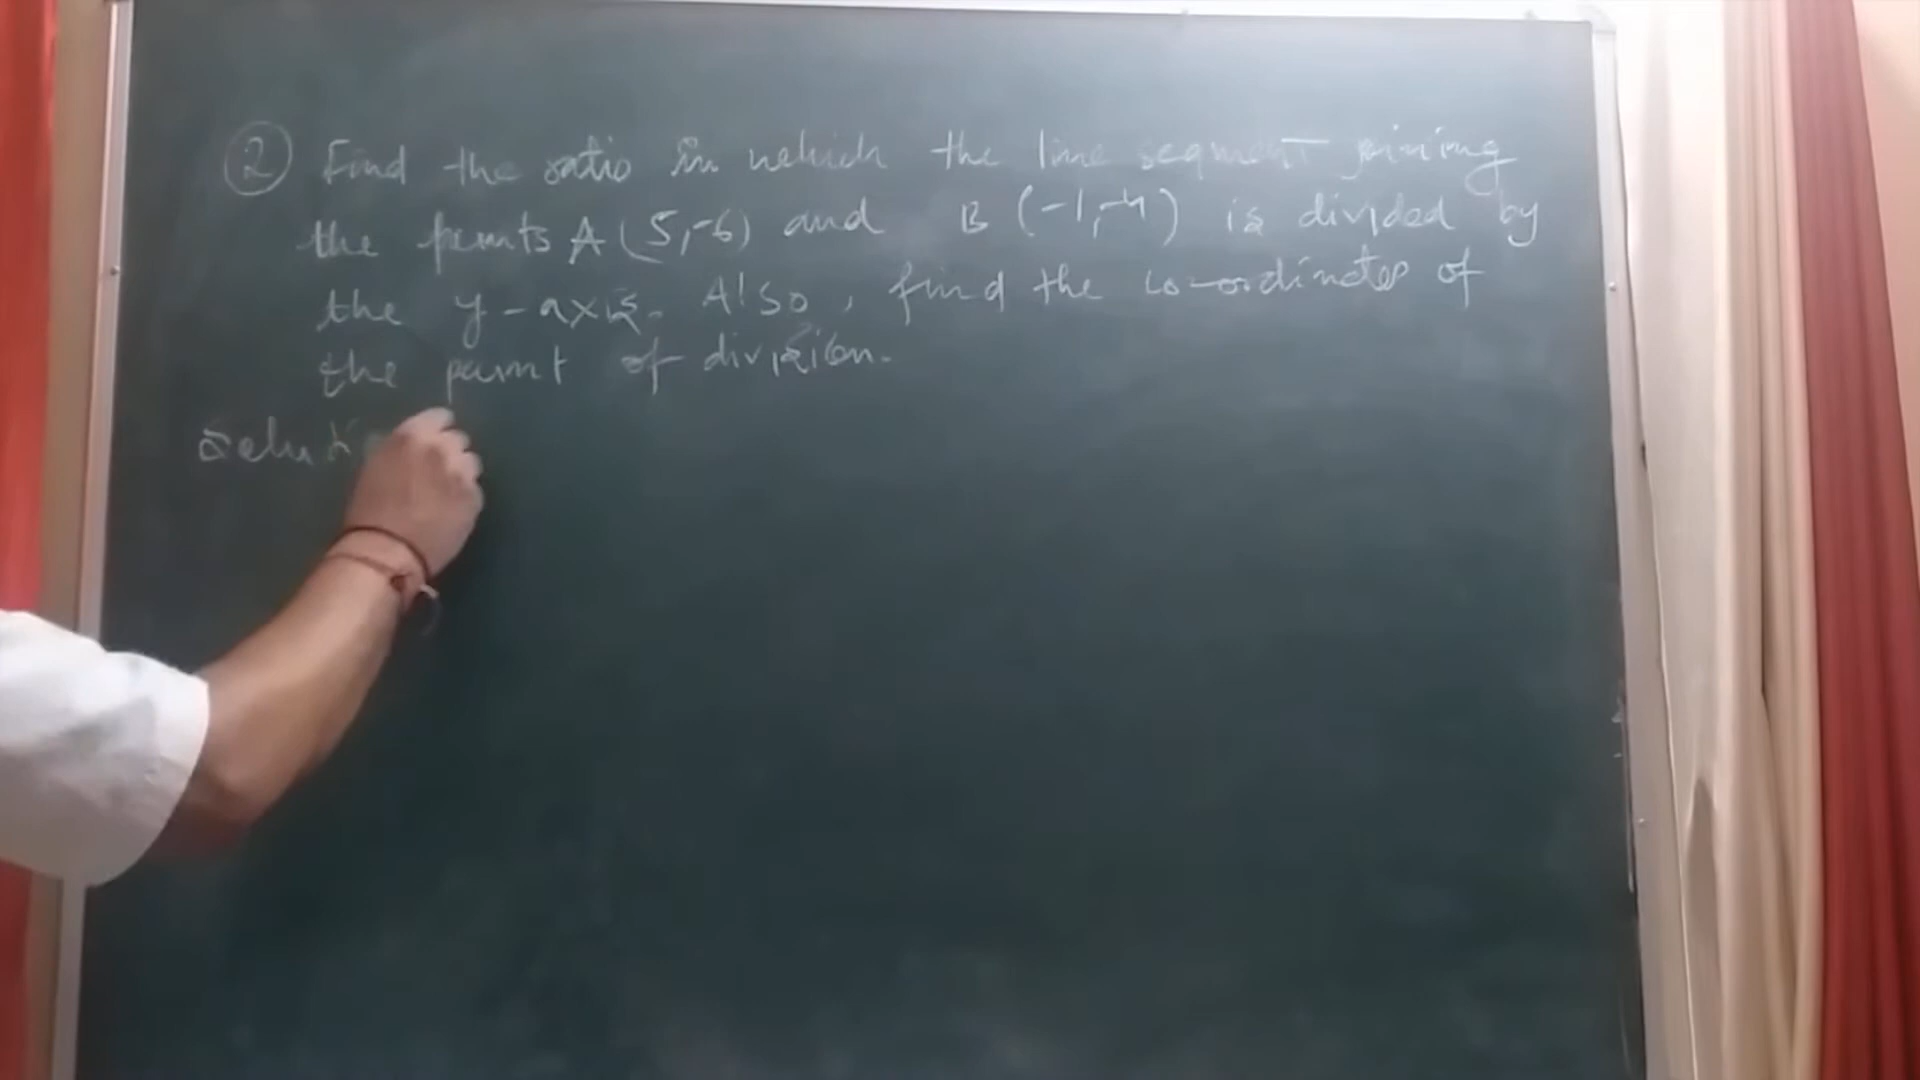 ② Find the ratio in which the line segment joining
the points A (5,-6) and B (-1,-4) is divided by
the y-axis. Also, find the co-ordinates of
the point of division.
Soluti